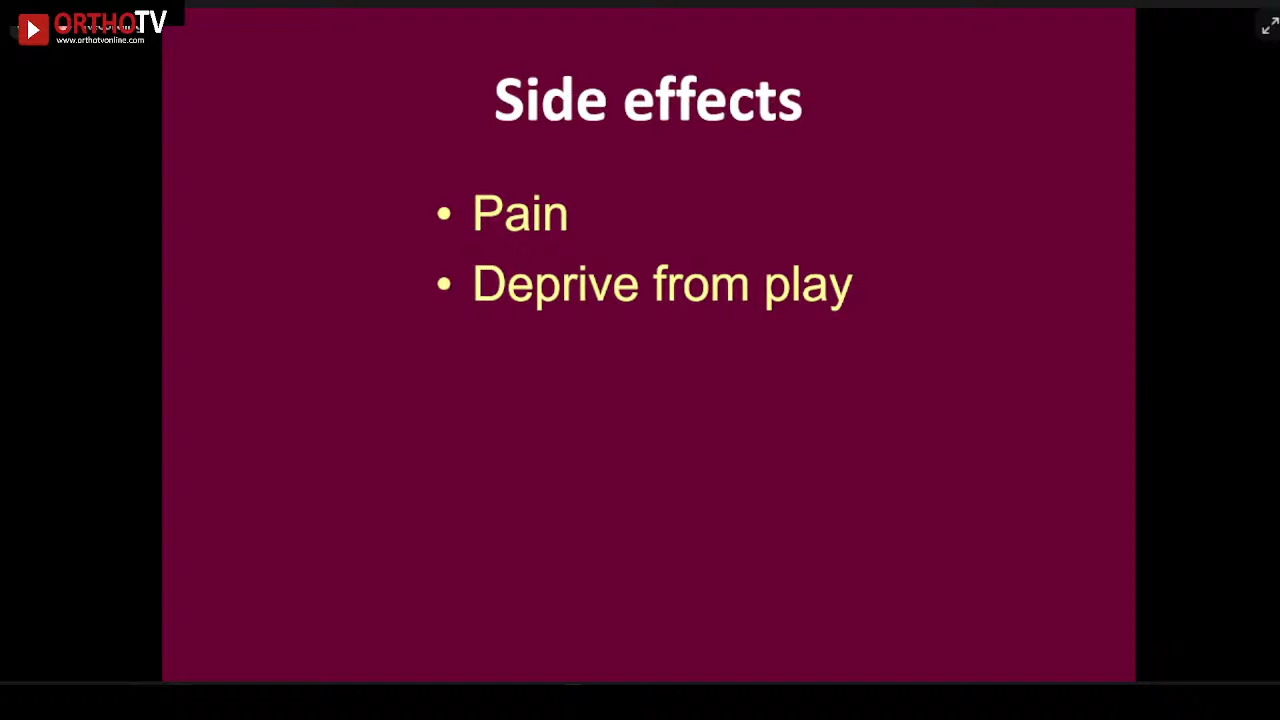 ORTHOTV
www.orthotvonline.com
Side effects
• Pain
• Deprive from play